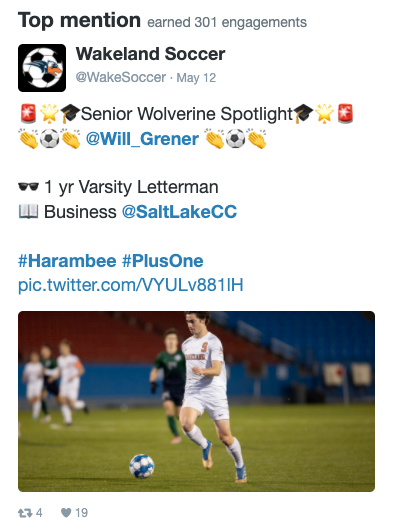 Top mention earned 301 engagements
Wakeland Soccer
@WakeSoccer · May 12
🚨🌟🎓Senior Wolverine Spotlight🎓🌟🚨
👏⚽👏 @Will_Grener 👏⚽👏
🕶 1 yr Varsity Letterman
📖 Business @SaltLakeCC
#Harambee #PlusOne
pic.twitter.com/VYULv881lH
4 19